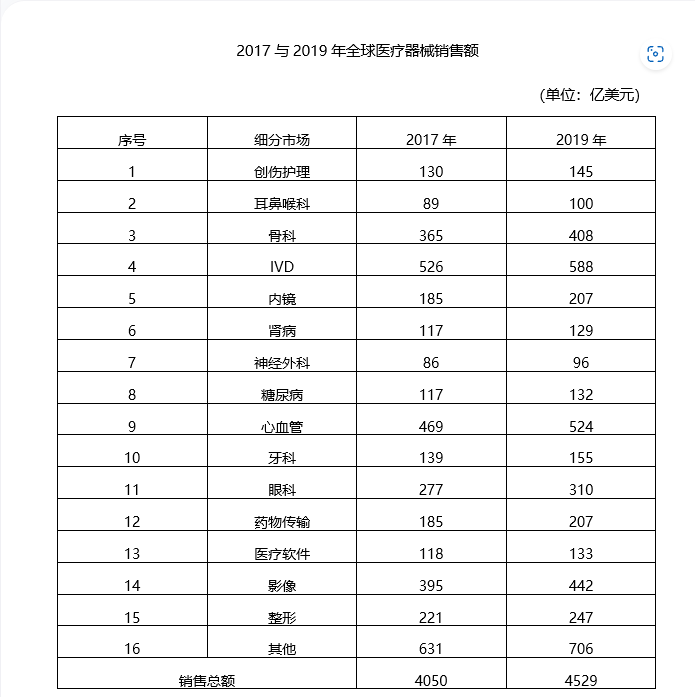 2017 与 2019 年全球医疗器械销售额
(单位：亿美元)
序号 细分市场 2017 年 2019 年
1 创伤护理 130 145
2 耳鼻喉科 89 100
3 骨科 365 408
4 IVD 526 588
5 内镜 185 207
6 肾病 117 129
7 神经外科 86 96
8 糖尿病 117 132
9 心血管 469 524
10 牙科 139 155
11 眼科 277 310
12 药物传输 185 207
13 医疗软件 118 133
14 影像 395 442
15 整形 221 247
16 其他 631 706
销售总额 4050 4529